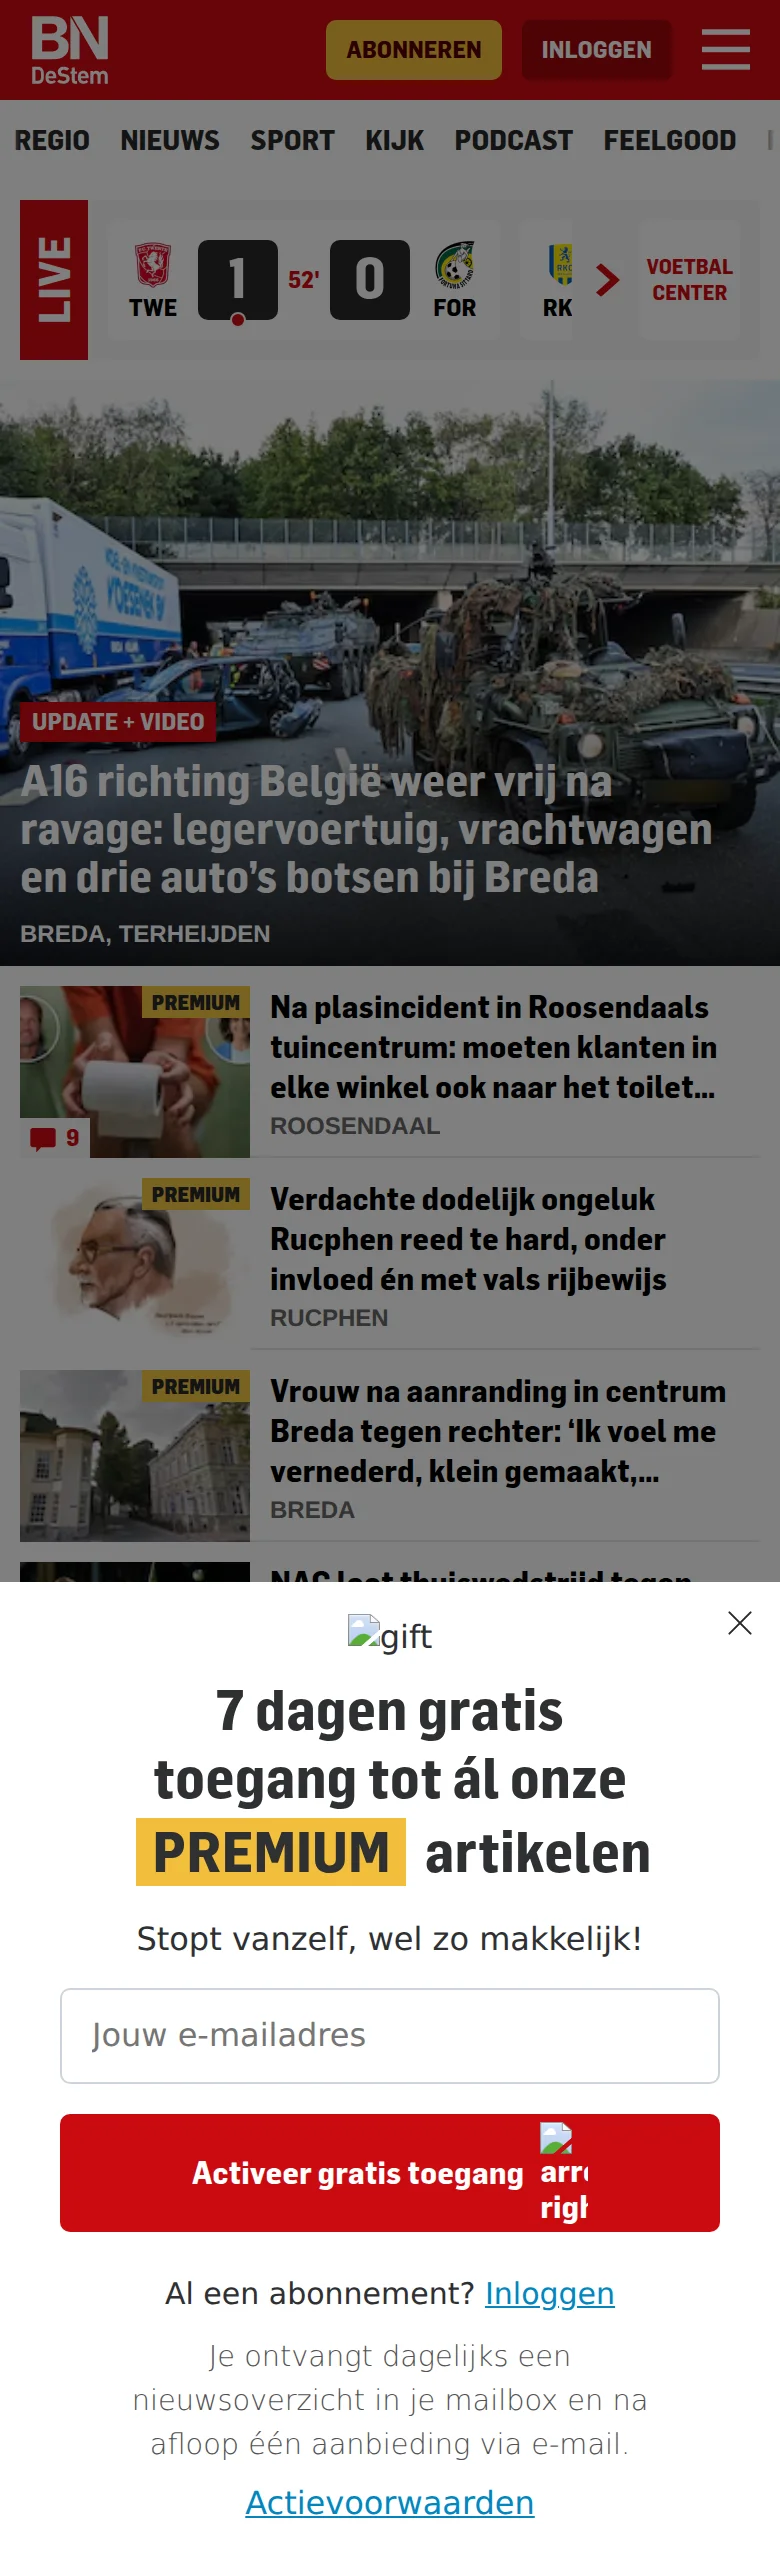 BN
DeStem
ABONNEREN
INLOGGEN
REGIO NIEUWS SPORT KIJK PODCAST FEELGOOD
LIVE
TWE
1
52'
0
FOR
RKC
RK
VOETBAL
CENTER
VOESENEK
UPDATE + VIDEO
A16 richting België weer vrij na
ravage: legervoertuig, vrachtwagen
en drie auto’s botsen bij Breda
BREDA, TERHEIJDEN
PREMIUM
9
Na plasincident in Roosendaals
tuincentrum: moeten klanten in
elke winkel ook naar het toilet...
ROOSENDAAL
PREMIUM
Verdachte dodelijk ongeluk
Rucphen reed te hard, onder
invloed én met vals rijbewijs
RUCPHEN
PREMIUM
Vrouw na aanranding in centrum
Breda tegen rechter: ‘Ik voel me
vernederd, klein gemaakt,...
BREDA
gift
7 dagen gratis
toegang tot ál onze
PREMIUM artikelen
Stopt vanzelf, wel zo makkelijk!
Jouw e-mailadres
Activeer gratis toegang
Al een abonnement? Inloggen
Je ontvangt dagelijks een
nieuwsoverzicht in je mailbox en na
afloop één aanbieding via e-mail.
Actievoorwaarden